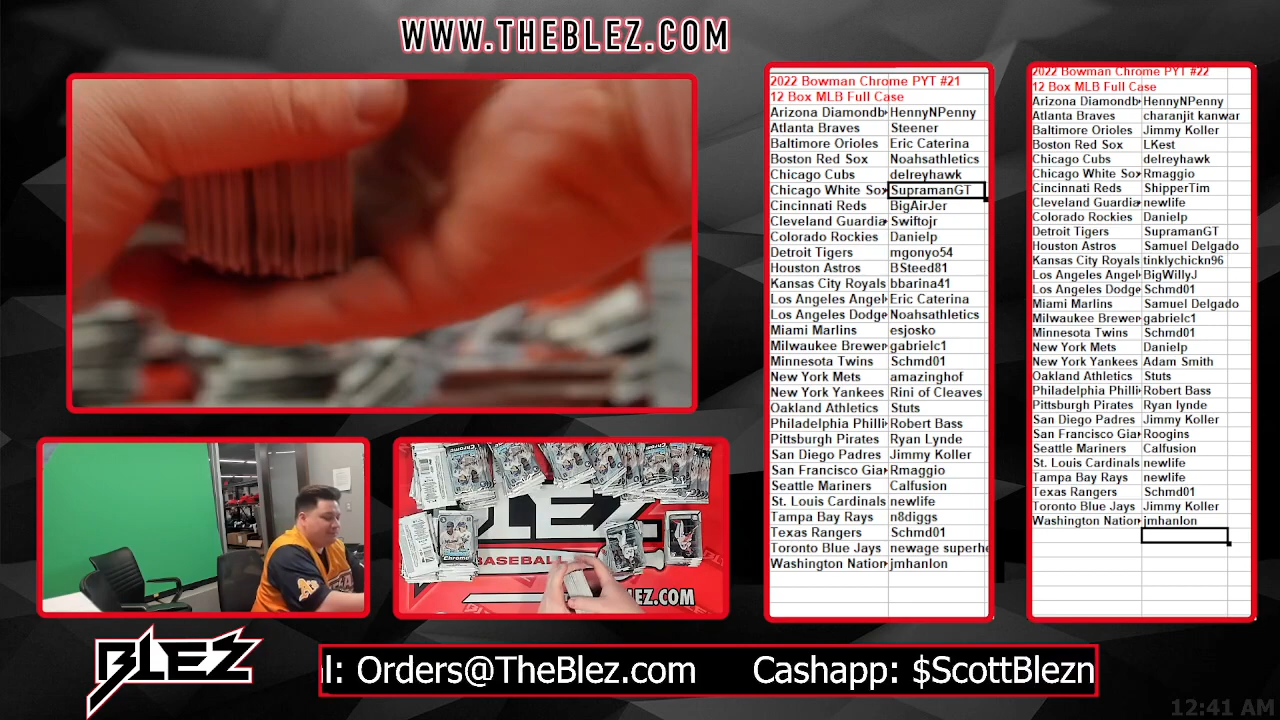 WWW.THEBLEZ.COM
2022 Bowman Chrome PYT #21
12 Box MLB Full Case
Arizona Diamondb HennyNPenny
Atlanta Braves Steener
Baltimore Orioles Eric Caterina
Boston Red Sox Noahsathletics
Chicago Cubs delreyhawk
Chicago White Sox SupramanGT
Cincinnati Reds BigAirJer
Cleveland Guardia Swiftojr
Colorado Rockies Danielp
Detroit Tigers mgonyo54
Houston Astros BSteed81
Kansas City Royals bbarina41
Los Angeles Angel Eric Caterina
Los Angeles Dodge Noahsathletics
Miami Marlins esjosko
Milwaukee Brewer gabrielc1
Minnesota Twins Schmd01
New York Mets amazinghof
New York Yankees Rini of Cleaves
Oakland Athletics Stuts
Philadelphia Philli Robert Bass
Pittsburgh Pirates Ryan Lynde
San Diego Padres Jimmy Koller
San Francisco Gia Rmaggio
Seattle Mariners Calfusion
St. Louis Cardinals newlife
Tampa Bay Rays n8diggs
Texas Rangers Schmd01
Toronto Blue Jays newage superhe
Washington Nation jmhanlon
2022 Bowman Chrome PYT #22
12 Box MLB Full Case
Arizona Diamondb HennyNPenny
Atlanta Braves charanjit kanwar
Baltimore Orioles Jimmy Koller
Boston Red Sox LKest
Chicago Cubs delreyhawk
Chicago White Sox Rmaggio
Cincinnati Reds ShipperTim
Cleveland Guardia newlife
Colorado Rockies Danielp
Detroit Tigers SupramanGT
Houston Astros Samuel Delgado
Kansas City Royals tinklychickn96
Los Angeles Angel BigWillyJ
Los Angeles Dodge Schmd01
Miami Marlins Samuel Delgado
Milwaukee Brewer gabrielc1
Minnesota Twins Schmd01
New York Mets Danielp
New York Yankees Adam Smith
Oakland Athletics Stuts
Philadelphia Philli Robert Bass
Pittsburgh Pirates Ryan lynde
San Diego Padres Jimmy Koller
San Francisco Gia Roogins
Seattle Mariners Calfusion
St. Louis Cardinals newlife
Tampa Bay Rays newlife
Texas Rangers Schmd01
Toronto Blue Jays Jimmy Koller
Washington Nation jmhanlon
BLEZ
BASEBALL
EZ.COM
BLEZ
l: Orders@TheBlez.com Cashapp: $ScottBlezn
12:41 AM